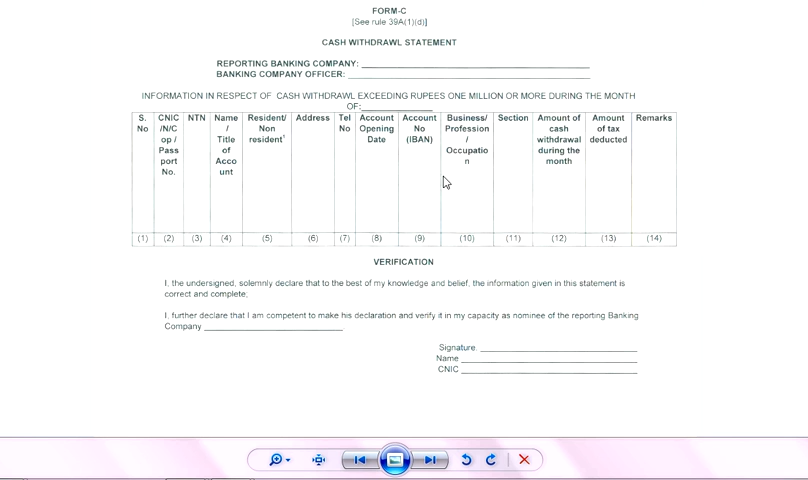 FORM-C
[See rule 39A(1)(d)]
CASH WITHDRAWL STATEMENT
REPORTING BANKING COMPANY:
BANKING COMPANY OFFICER:
INFORMATION IN RESPECT OF CASH WITHDRAWL EXCEEDING RUPEES ONE MILLION OR MORE DURING THE MONTH
OF:
S. No
CNIC /N/C op / Pass port No.
NTN
Name / Title of Acco unt
Resident/ Non resident¹
Address
Tel No
Account Opening Date
Account No (IBAN)
Business/ Profession / Occupatio n
Section
Amount of cash withdrawal during the month
Amount of tax deducted
Remarks
(1) (2) (3) (4) (5) (6) (7) (8) (9) (10) (11) (12) (13) (14)
VERIFICATION
I, the undersigned, solemnly declare that to the best of my knowledge and belief, the information given in this statement is
correct and complete;
I, further declare that I am competent to make his declaration and verify it in my capacity as nominee of the reporting Banking
Company
Signature
Name
CNIC